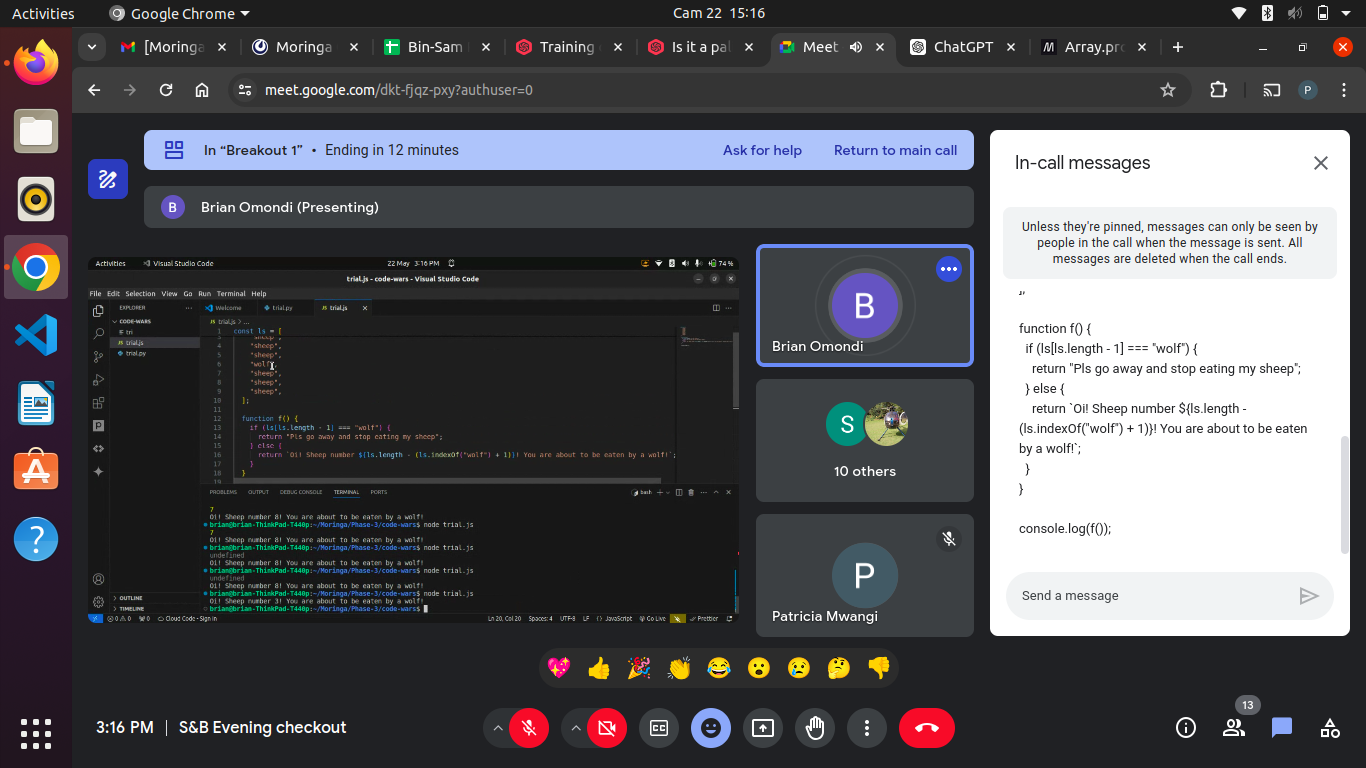 Activities
Google Chrome
Cam 22 15:16
[Moringa
Moringa
Bin-Sam
Training
Is it a pal
Meet
ChatGPT
Array.pro
meet.google.com/dkt-fjqz-pxy?authuser=0
P
In “Breakout 1” • Ending in 12 minutes
Ask for help
Return to main call
B
Brian Omondi (Presenting)
Activities
Visual Studio Code
22 May 3:16 PM
74 %
trial.js - code-wars - Visual Studio Code
File Edit Selection View Go Run Terminal Help
EXPLORER
Welcome
trial.py
trial.js
CODE-WARS
tri
trial.js
trial.py
trial.js > ...
1 const ls = [
3 "sheep",
4 "sheep",
5 "sheep",
6 "wolf",
7 "sheep",
8 "sheep",
9 "sheep",
10 ];
11
12 function f() {
13 if (ls[ls.length - 1] === "wolf") {
14 return "Pls go away and stop eating my sheep";
15 } else {
16 return `Oi! Sheep number ${ls.length - (ls.indexOf("wolf") + 1)}! You are about to be eaten by a wolf!`;
17 }
18 }
19
PROBLEMS OUTPUT DEBUG CONSOLE TERMINAL PORTS
bash
7
Oi! Sheep number 8! You are about to be eaten by a wolf!
brian@brian-ThinkPad-T440p:~/Moringa/Phase-3/code-wars$ node trial.js
7
Oi! Sheep number 8! You are about to be eaten by a wolf!
brian@brian-ThinkPad-T440p:~/Moringa/Phase-3/code-wars$ node trial.js
undefined
Oi! Sheep number 8! You are about to be eaten by a wolf!
brian@brian-ThinkPad-T440p:~/Moringa/Phase-3/code-wars$ node trial.js
undefined
Oi! Sheep number 8! You are about to be eaten by a wolf!
brian@brian-ThinkPad-T440p:~/Moringa/Phase-3/code-wars$ node trial.js
Oi! Sheep number 3! You are about to be eaten by a wolf!
brian@brian-ThinkPad-T440p:~/Moringa/Phase-3/code-wars$
OUTLINE
TIMELINE
0 0 0 Cloud Code - Sign in
Ln 20, Col 20 Spaces: 4 UTF-8 LF {} JavaScript Go Live Prettier
B
Brian Omondi
S
10 others
P
Patricia Mwangi
In-call messages
Unless they're pinned, messages can only be seen by
people in the call when the message is sent. All
messages are deleted when the call ends.
];
function f() {
if (ls[ls.length - 1] === "wolf") {
return "Pls go away and stop eating my sheep";
} else {
return `Oi! Sheep number ${ls.length -
(ls.indexOf("wolf") + 1)}! You are about to be eaten
by a wolf!`;
}
}
console.log(f());
Send a message
3:16 PM | S&B Evening checkout
13